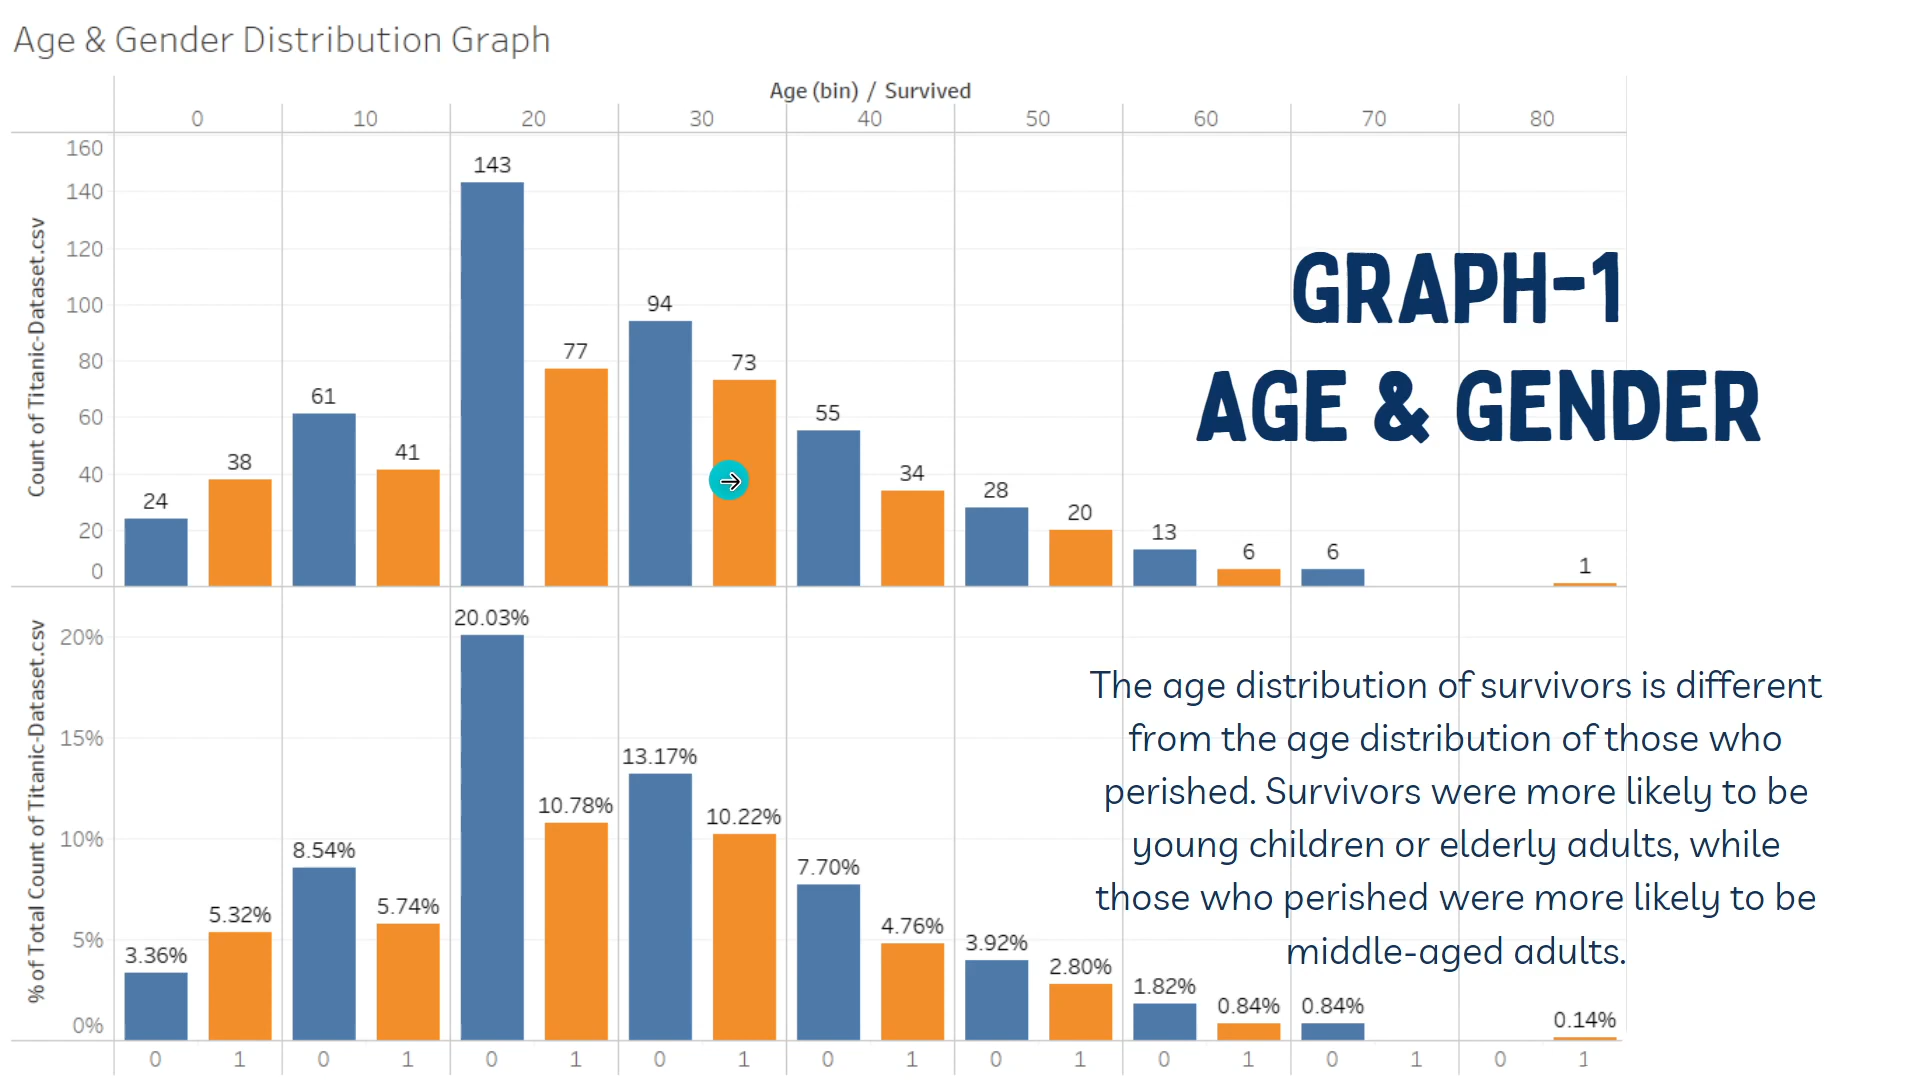 Age & Gender Distribution Graph
Age (bin) / Survived
0 10 20 30 40 50 60 70 80
Count of Titanic-Dataset.csv
160
140
120
100
80
60
40
20
0
24 38 61 41 143 77 94 73 55 34 28 20 13 6 6 1
GRAPH-1
AGE & GENDER
% of Total Count of Titanic-Dataset.csv
20%
15%
10%
5%
0%
3.36% 5.32% 8.54% 5.74% 20.03% 10.78% 13.17% 10.22% 7.70% 4.76% 3.92% 2.80% 1.82% 0.84% 0.84% 0.14%
0 1 0 1 0 1 0 1 0 1 0 1 0 1 0 1 0 1
The age distribution of survivors is different
from the age distribution of those who
perished. Survivors were more likely to be
young children or elderly adults, while
those who perished were more likely to be
middle-aged adults.